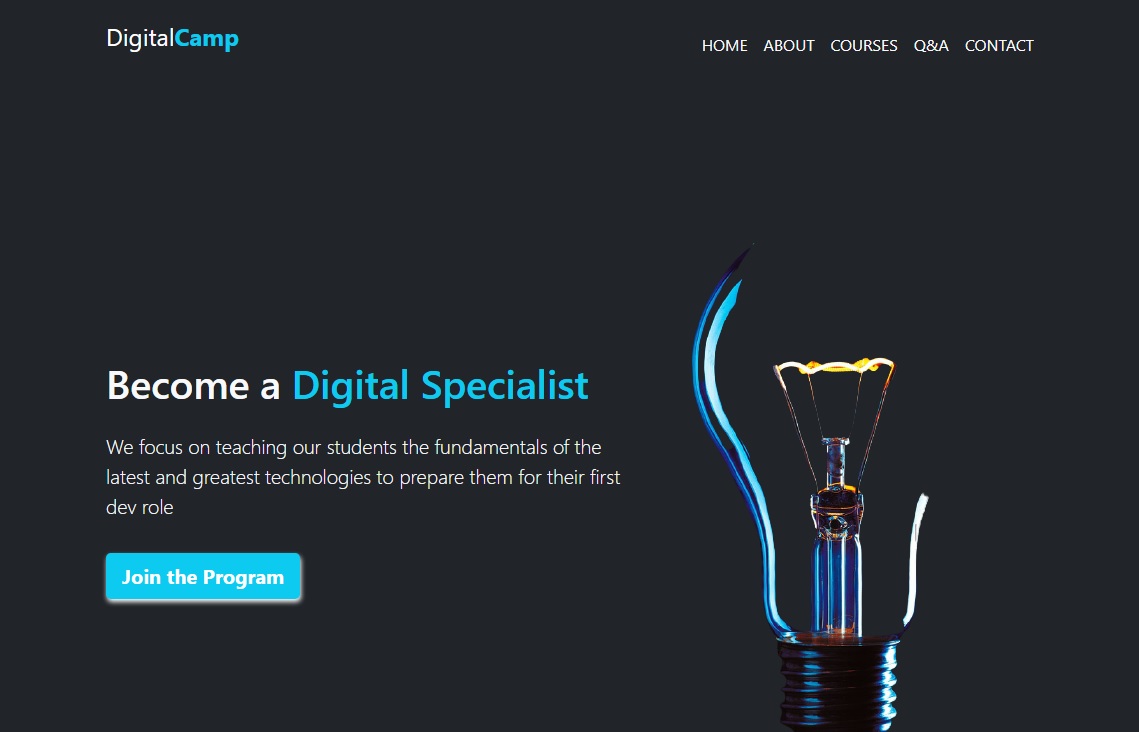 DigitalCamp
HOME ABOUT COURSES Q&A CONTACT
Become a Digital Specialist
We focus on teaching our students the fundamentals of the
latest and greatest technologies to prepare them for their first
dev role
Join the Program